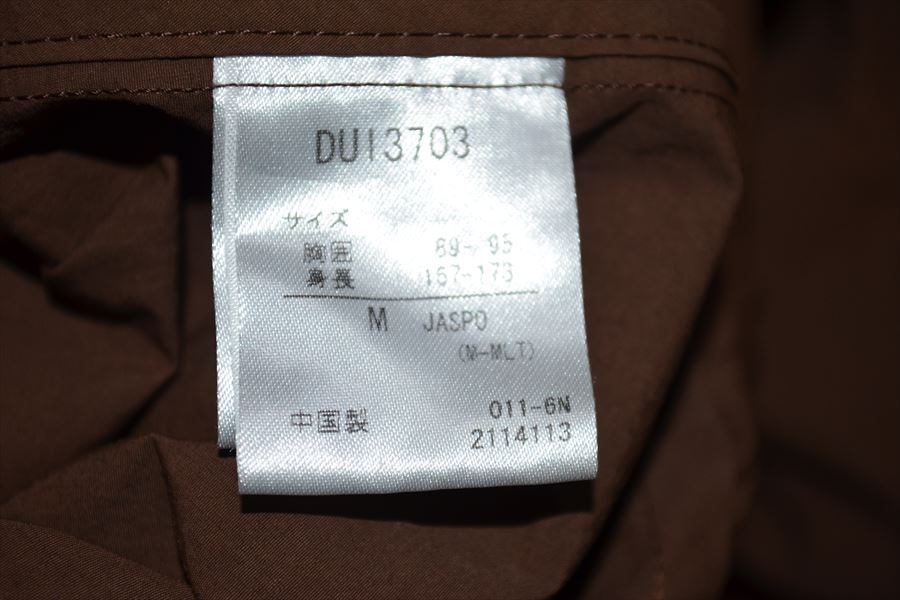 DUI3703
サイズ
胸囲 89-95
身長 167-173
M JASPO
(M-MLT)
中国製 011-6N
2114113